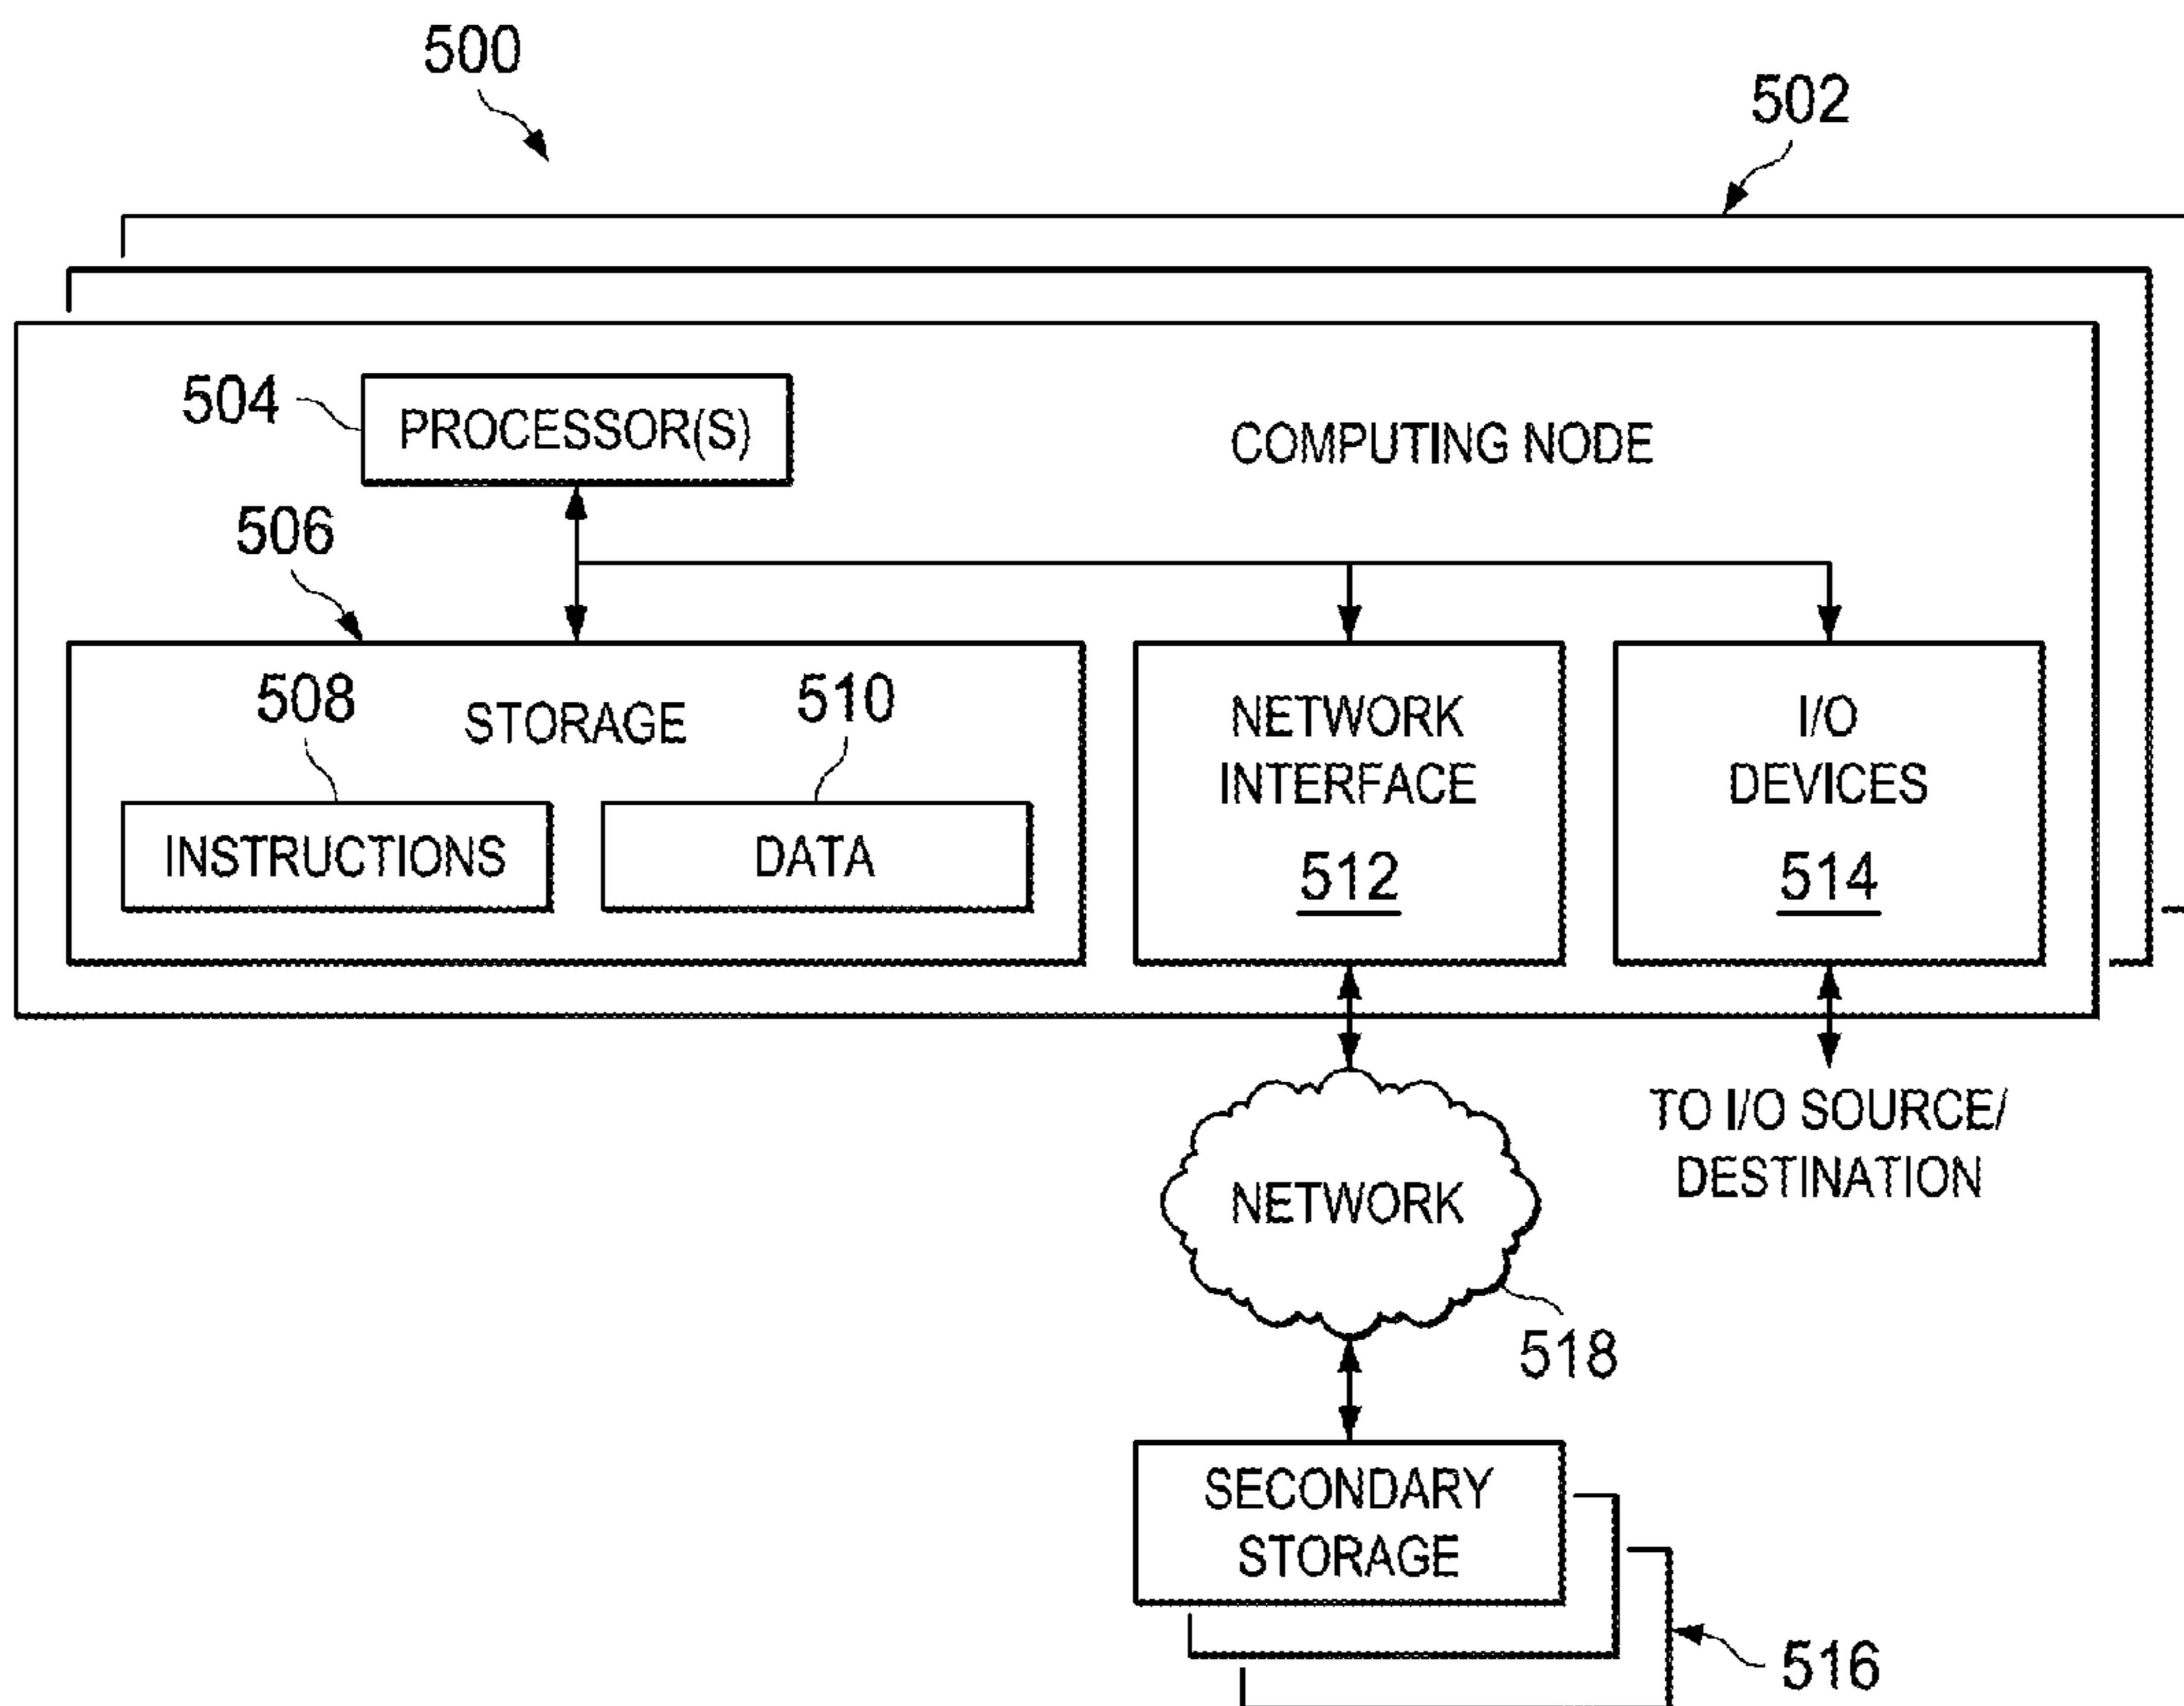 500
502
504
PROCESSOR(S)
COMPUTING NODE
506
508
STORAGE
510
INSTRUCTIONS
DATA
NETWORK
INTERFACE
512
I/O
DEVICES
514
TO I/O SOURCE/
DESTINATION
NETWORK
518
SECONDARY
STORAGE
516